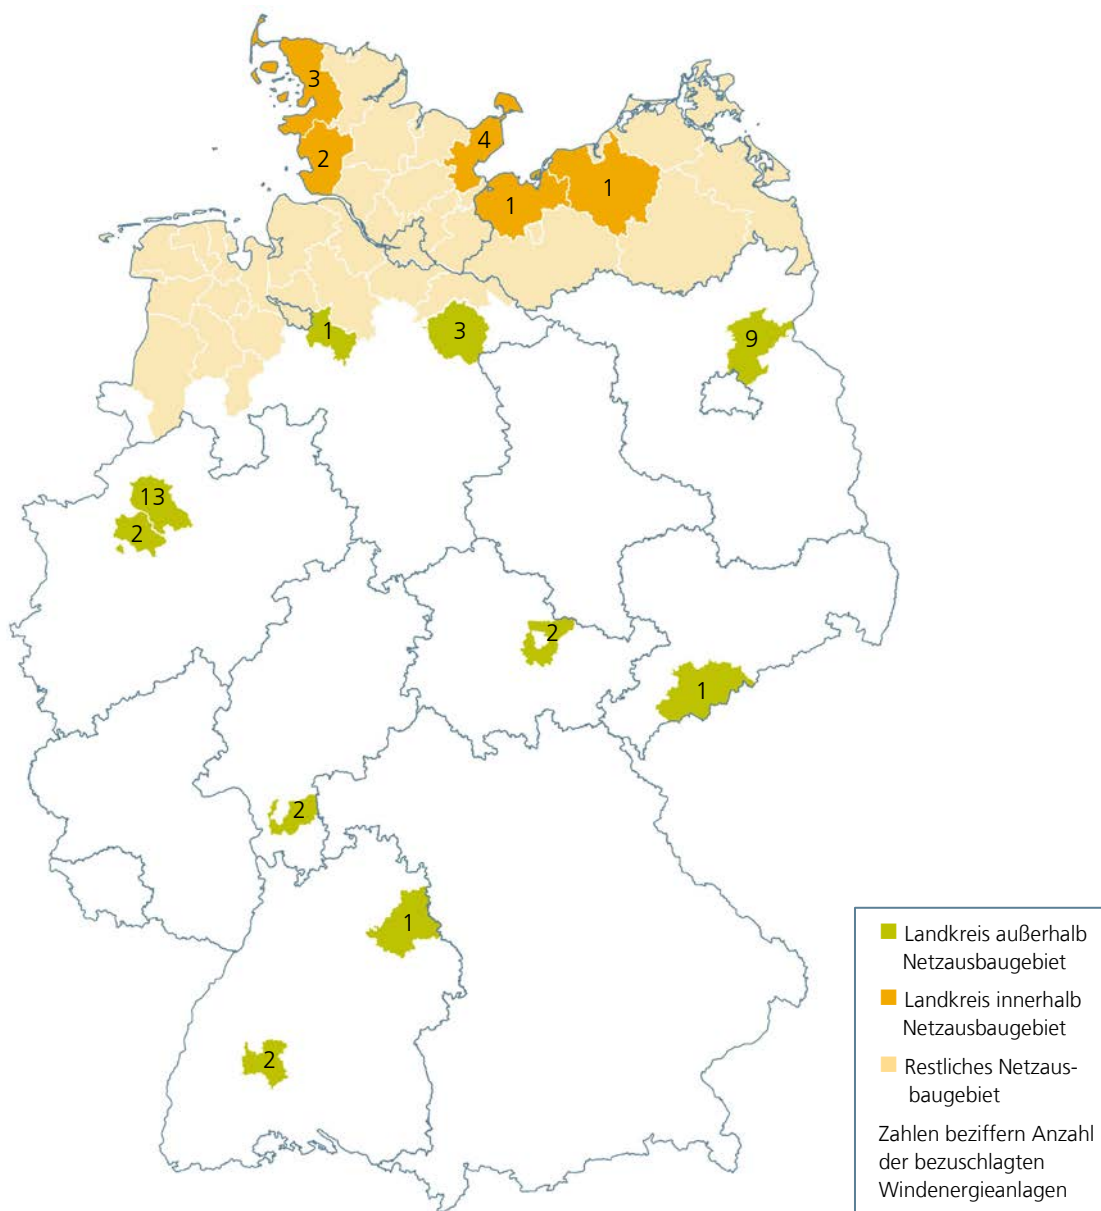 3
4
2
1
1
1
3
9
13
2
2
1
2
1
2
Landkreis außerhalb
Netzausbaugebiet
Landkreis innerhalb
Netzausbaugebiet
Restliches Netzaus-
baugebiet
Zahlen beziffern Anzahl
der bezuschlagten
Windenergieanlagen